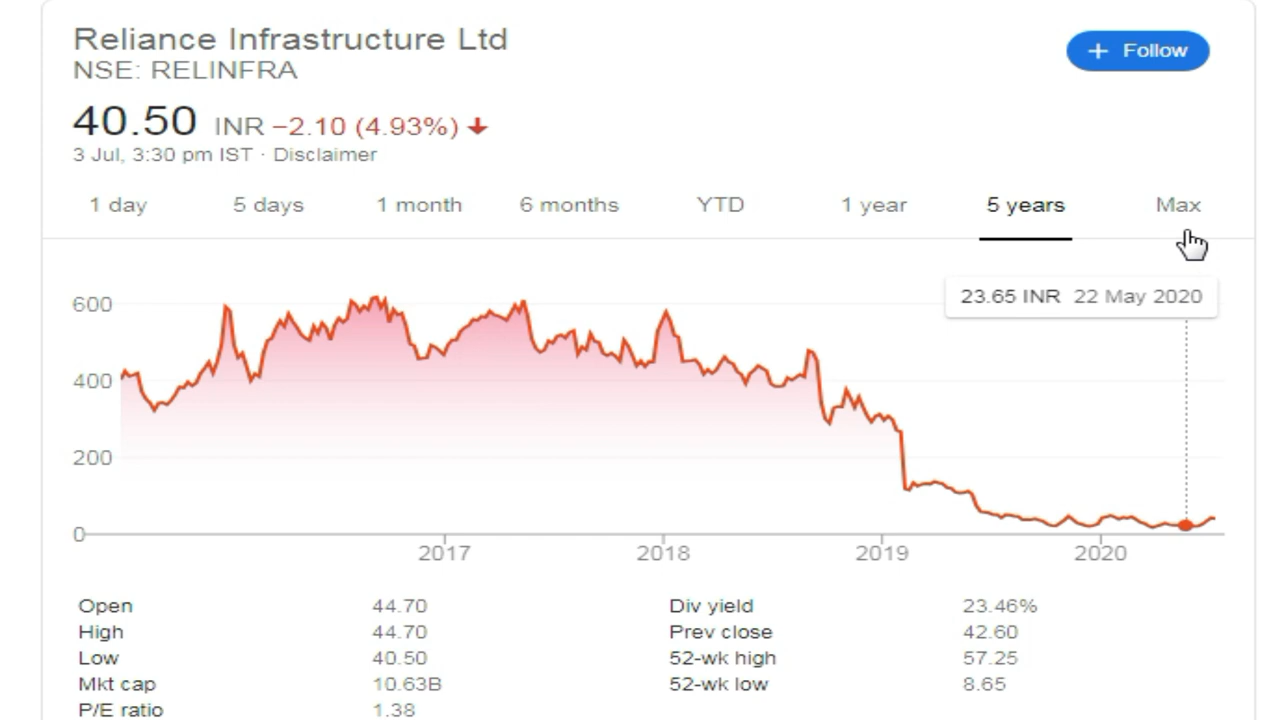 Reliance Infrastructure Ltd
NSE: RELINFRA
+ Follow
40.50 INR −2.10 (4.93%)
3 Jul, 3:30 pm IST · Disclaimer
1 day 5 days 1 month 6 months YTD 1 year 5 years Max
23.65 INR 22 May 2020
600
400
200
0
2017 2018 2019 2020
Open 44.70 Div yield 23.46%
High 44.70 Prev close 42.60
Low 40.50 52-wk high 57.25
Mkt cap 10.63B 52-wk low 8.65
P/E ratio 1.38